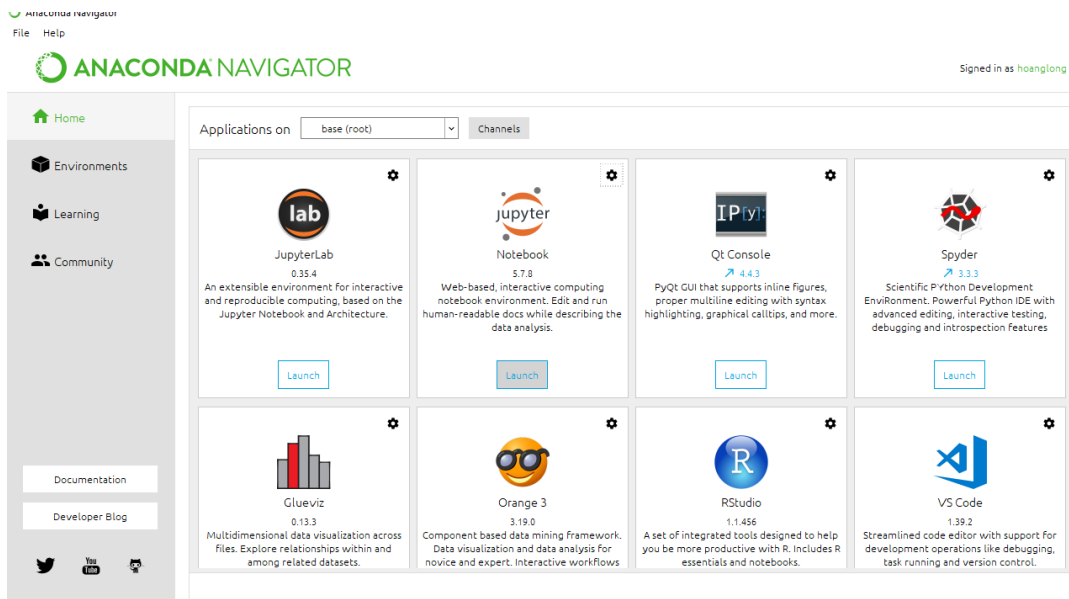 Anaconda Navigator
File Help
ANACONDA NAVIGATOR
Signed in as hoanglong
Home
Environments
Learning
Community
Documentation
Developer Blog
You
Tube
Applications on base (root) Channels
lab
JupyterLab
0.35.4
An extensible environment for interactive
and reproducible computing, based on the
Jupyter Notebook and Architecture.
Launch
jupyter
Notebook
5.7.8
Web-based, interactive computing
notebook environment. Edit and run
human-readable docs while describing the
data analysis.
Launch
IP[y]:
Qt Console
4.4.3
PyQt GUI that supports inline figures,
proper multiline editing with syntax
highlighting, graphical calltips, and more.
Launch
Spyder
3.3.3
Scientific PYthon Development
EnviRonment. Powerful Python IDE with
advanced editing, interactive testing,
debugging and introspection features
Launch
Glueviz
0.13.3
Multidimensional data visualization across
files. Explore relationships within and
among related datasets.
Orange 3
3.19.0
Component based data mining framework.
Data visualization and data analysis for
novice and expert. Interactive workflows
R
RStudio
1.1.456
A set of integrated tools designed to help
you be more productive with R. Includes R
essentials and notebooks.
VS Code
1.39.2
Streamlined code editor with support for
development operations like debugging,
task running and version control.